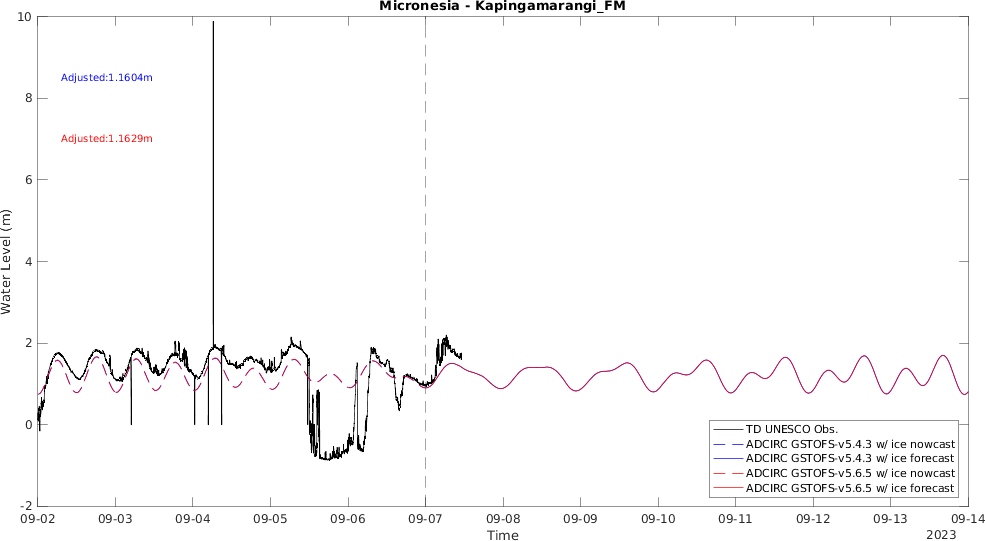 Micronesia - Kapingamarangi_FM
10
Adjusted:1.1604m
8
Adjusted:1.1629m
6
4
2
0
-2
Water Level (m)
TD UNESCO Obs.
ADCIRC GSTOFS-v5.4.3 w/ ice nowcast
ADCIRC GSTOFS-v5.4.3 w/ ice forecast
ADCIRC GSTOFS-v5.6.5 w/ ice nowcast
ADCIRC GSTOFS-v5.6.5 w/ ice forecast
09-02 09-03 09-04 09-05 09-06 09-07 09-08 09-09 09-10 09-11 09-12 09-13 09-14
Time
2023